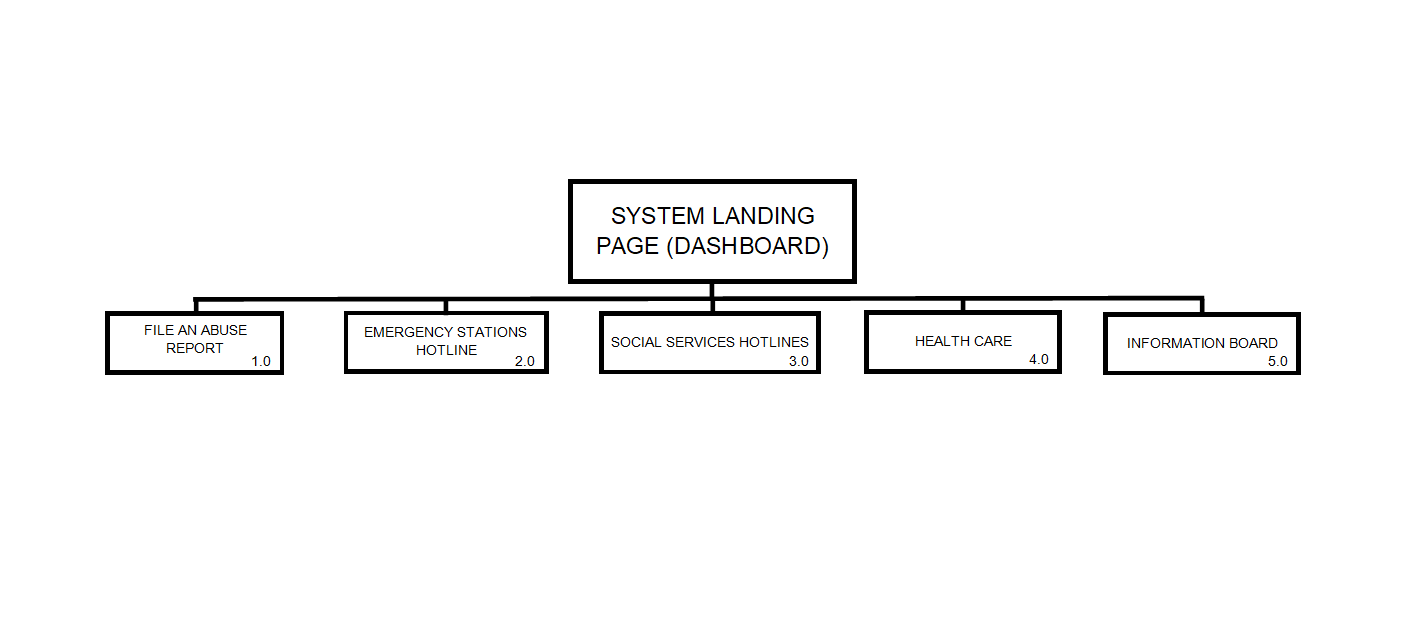 SYSTEM LANDING
PAGE (DASHBOARD)
FILE AN ABUSE
REPORT
1.0
EMERGENCY STATIONS
HOTLINE
2.0
SOCIAL SERVICES HOTLINES
3.0
HEALTH CARE
4.0
INFORMATION BOARD
5.0